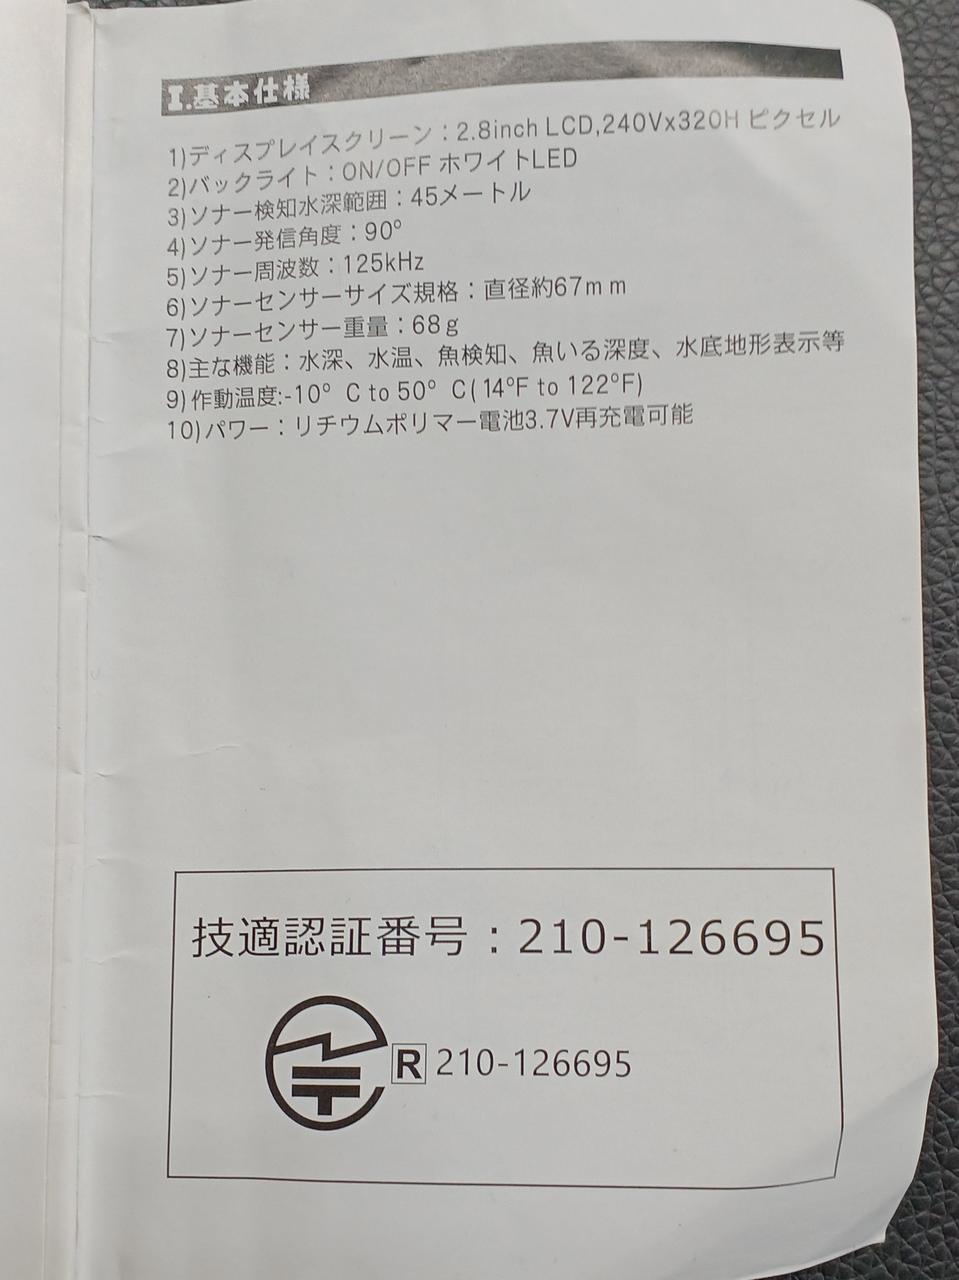 I.基本仕様
1)ディスプレイスクリーン：2.8inch LCD,240Vx320H ピクセル
2)バックライト：ON/OFF ホワイトLED
3)ソナー検知水深範囲：45メートル
4)ソナー発信角度：90°
5)ソナー周波数：125kHz
6)ソナーセンサーサイズ規格：直径約67mm
7)ソナーセンサー重量：68g
8)主な機能：水深、水温、魚検知、魚いる深度、水底地形表示等
9)作動温度:-10° C to 50° C(14°F to 122°F)
10)パワー：リチウムポリマー電池3.7V再充電可能
技適認証番号：210-126695
R 210-126695